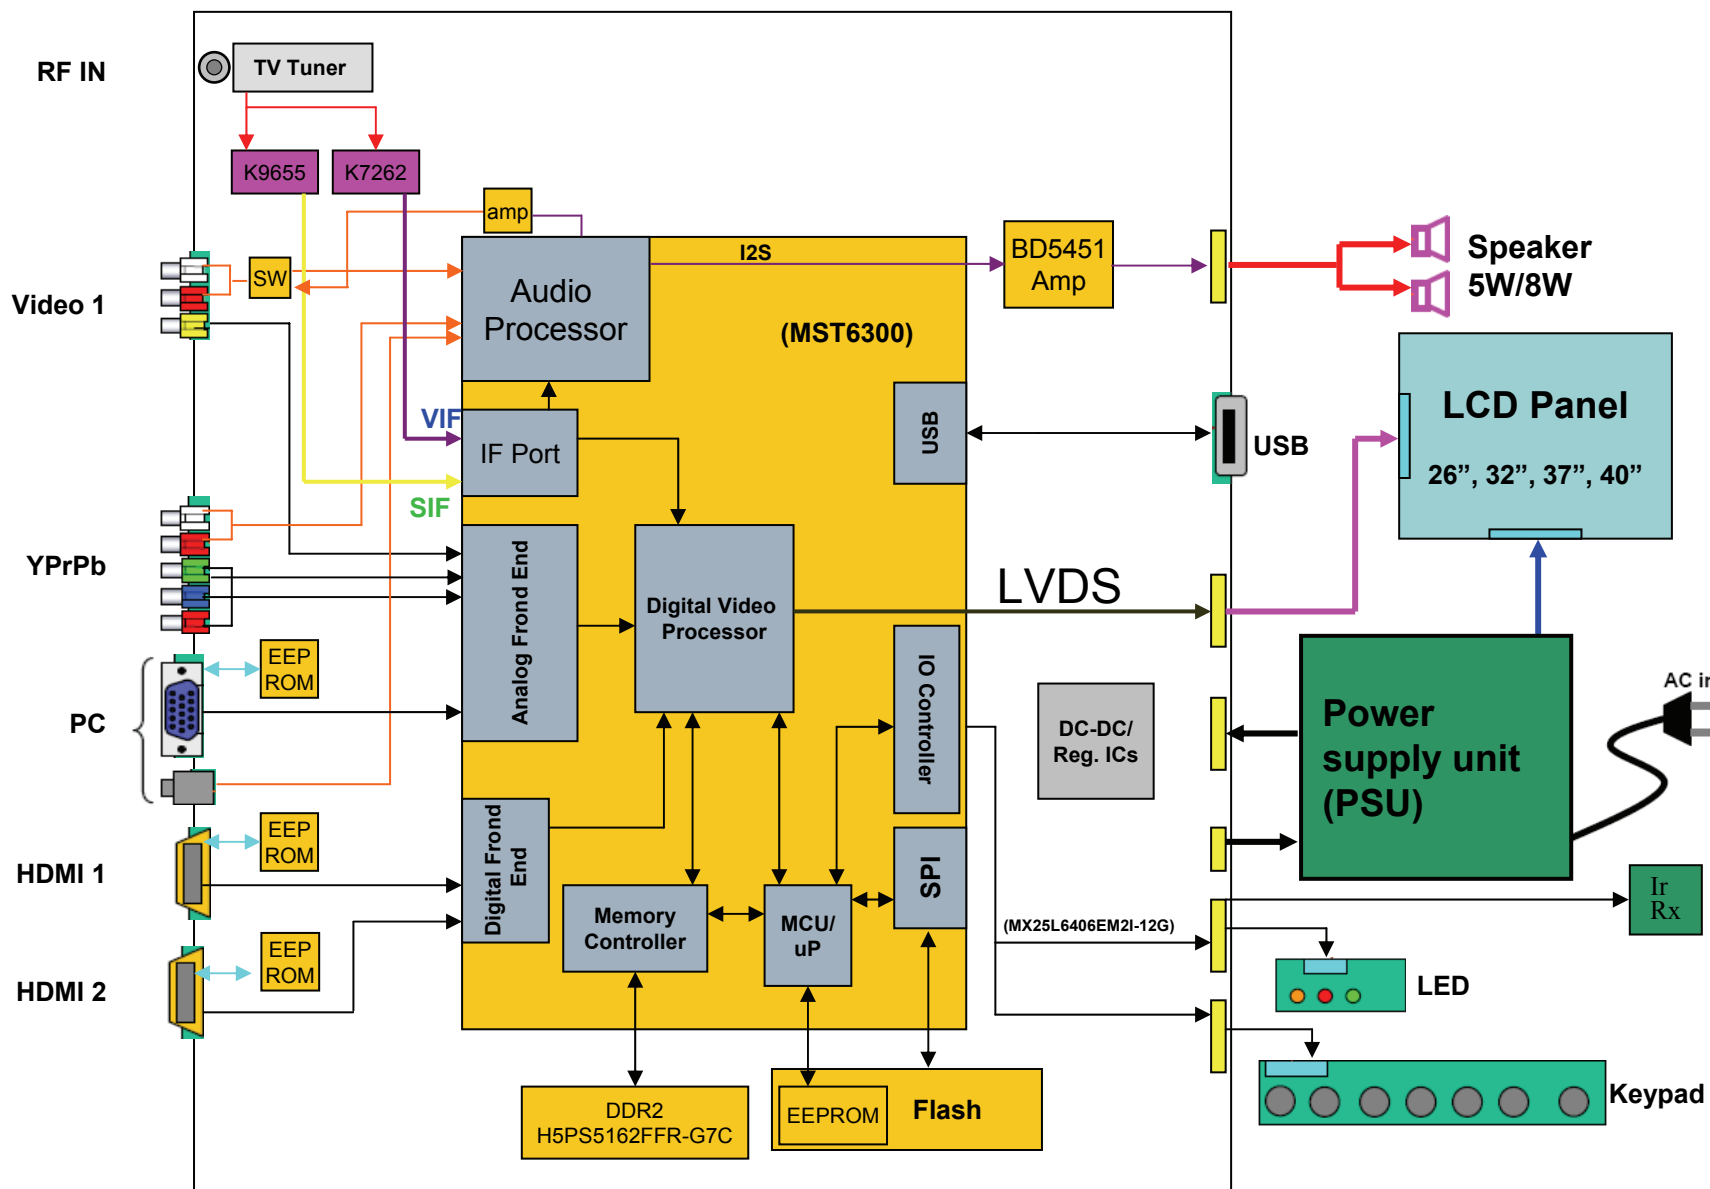 RF IN
TV Tuner
K9655
K7262
amp
SW
Video 1
Audio
Processor
I2S
BD5451
Amp
(MST6300)
Speaker
5W/8W
VIF
IF Port
SIF
USB
USB
LCD Panel
26”, 32”, 37”, 40”
YPrPb
Analog Frond End
Digital Video
Processor
LVDS
IO Controller
EEP
ROM
PC
DC-DC/
Reg. ICs
Power
supply unit
(PSU)
AC in
EEP
ROM
HDMI 1
Digital Frond
End
SPI
Memory
Controller
MCU/
uP
(MX25L6406EM2I-12G)
Ir
Rx
EEP
ROM
HDMI 2
LED
DDR2
H5PS5162FFR-G7C
EEPROM
Flash
Keypad